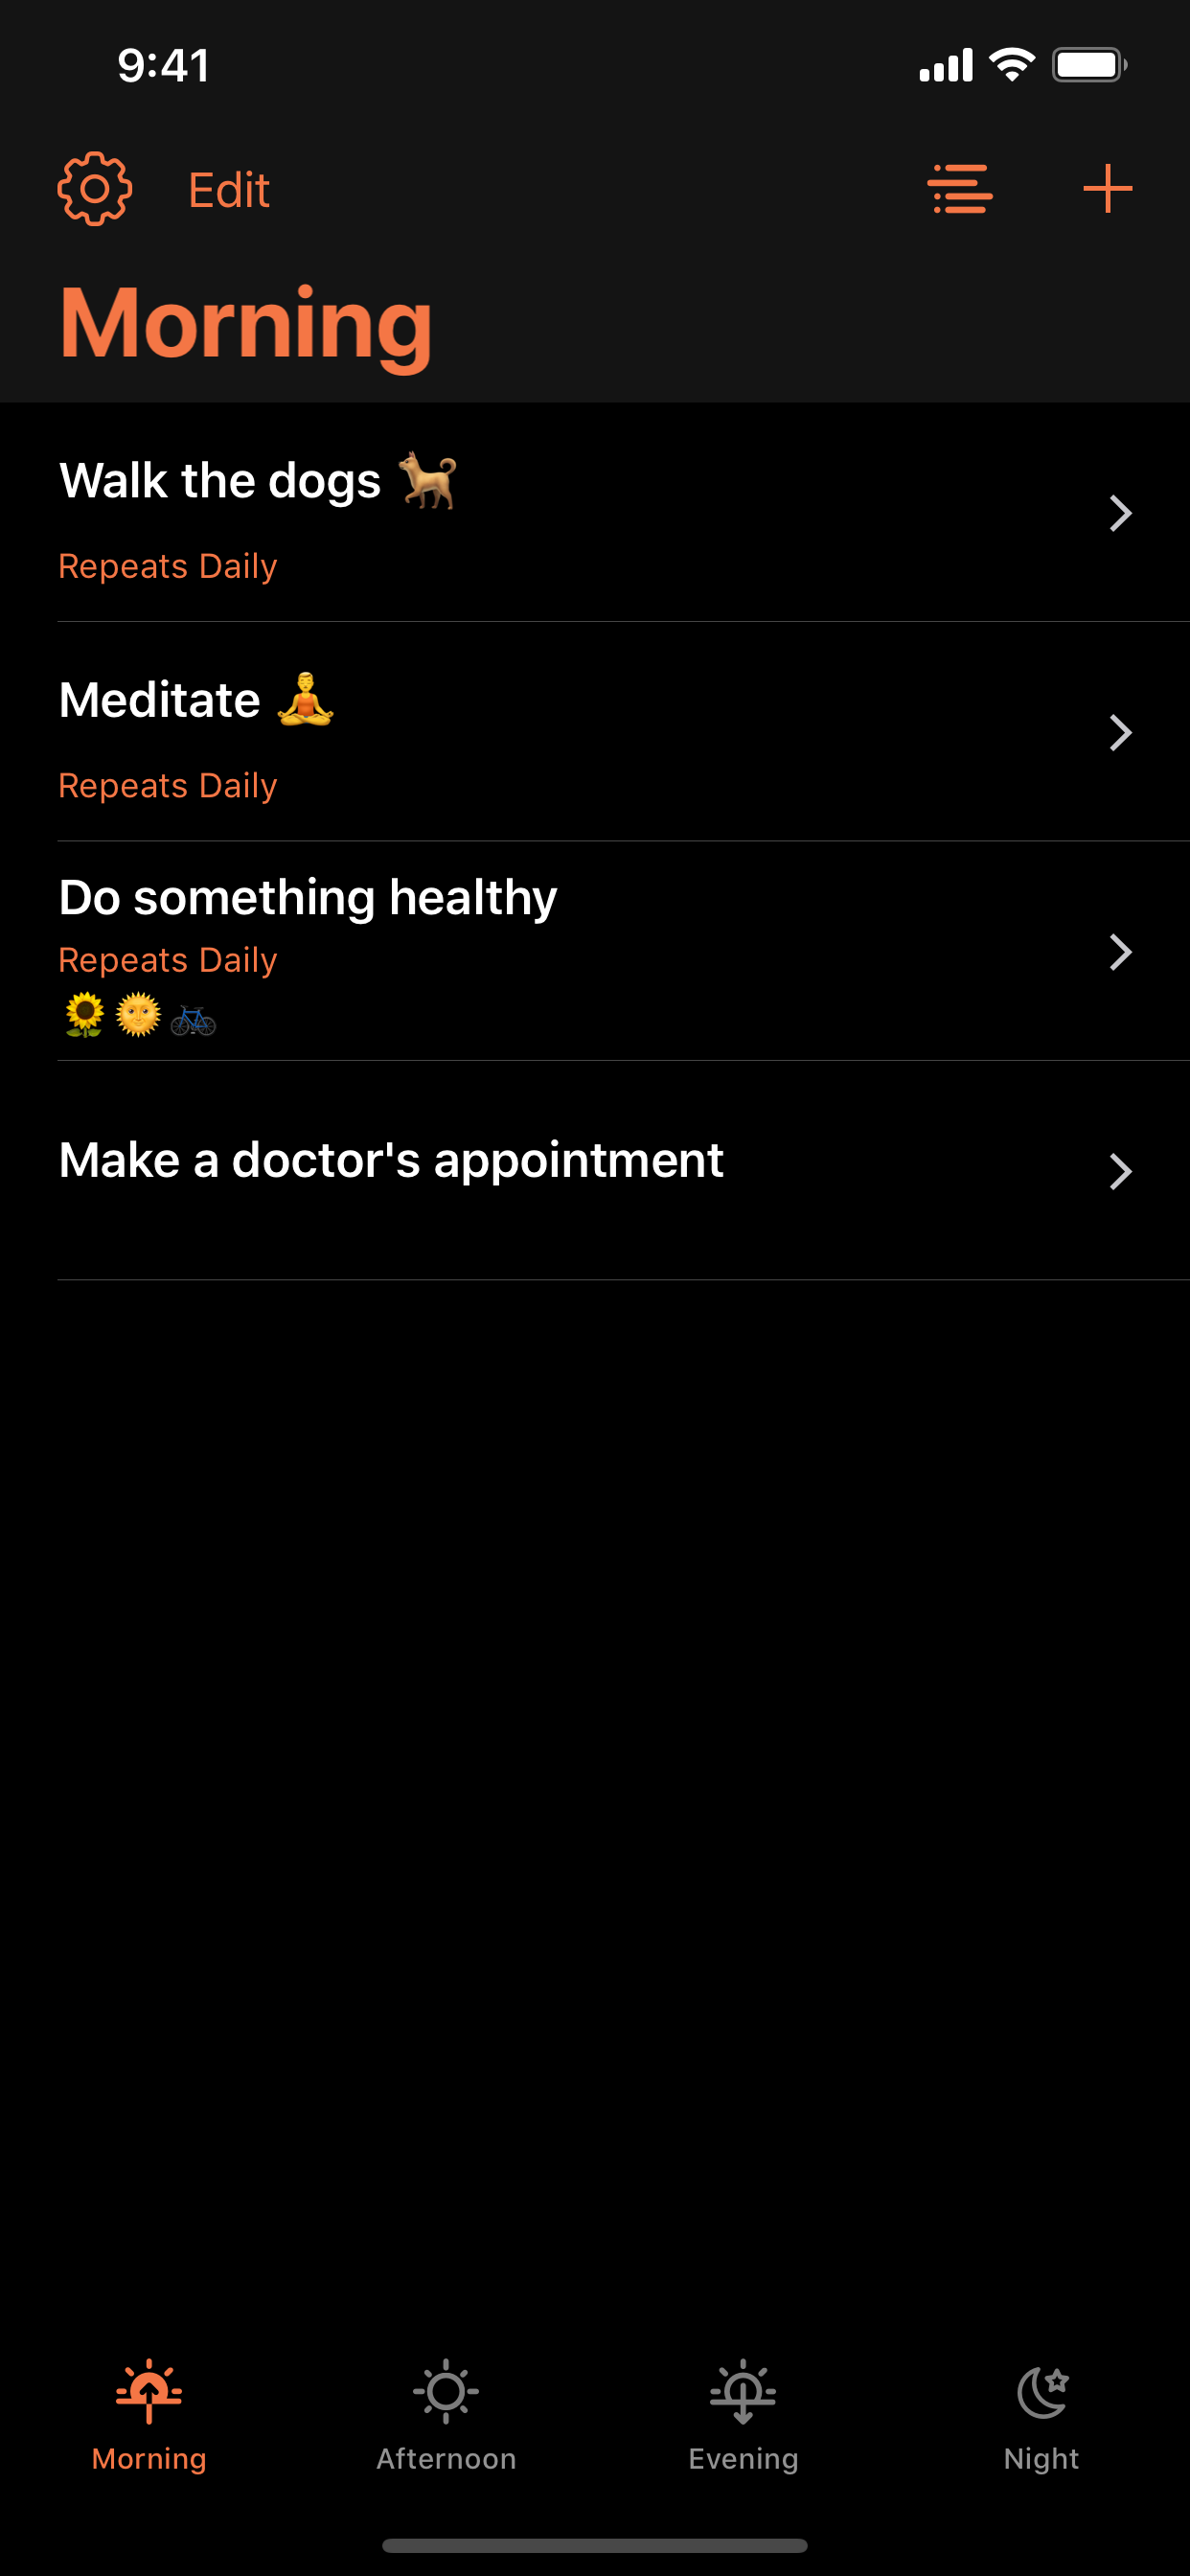 9:41
Edit
Morning
Walk the dogs 🐕
Repeats Daily
Meditate 🧘‍♂️
Repeats Daily
Do something healthy
Repeats Daily
🌻🌞🚲
Make a doctor's appointment
Morning Afternoon Evening Night